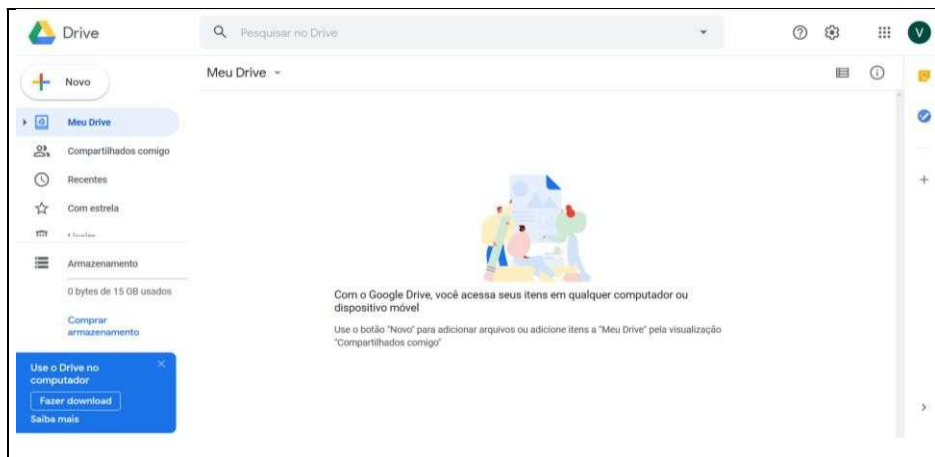 Drive
Pesquisar no Drive
V
Novo
Meu Drive
Meu Drive
Compartilhados comigo
Recentes
Com estrela
Armazenamento
0 bytes de 15 GB usados
Comprar
armazenamento
Com o Google Drive, você acessa seus itens em qualquer computador ou
dispositivo móvel
Use o botão "Novo" para adicionar arquivos ou adicione itens a "Meu Drive" pela visualização
"Compartilhados comigo"
Use o Drive no
computador
Fazer download
Saiba mais